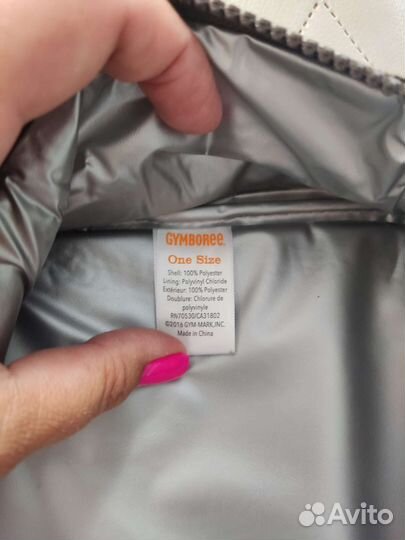 GYMBOREE.
One Size
Shell: 100% Polyester
Lining: Polyvinyl Chloride
Extérieur: 100% Polyester
Doublure: Chlorure de
polyvinyle
RN70530/CA31802
©2016 GYM-MARK,INC.
Made in China
Avito